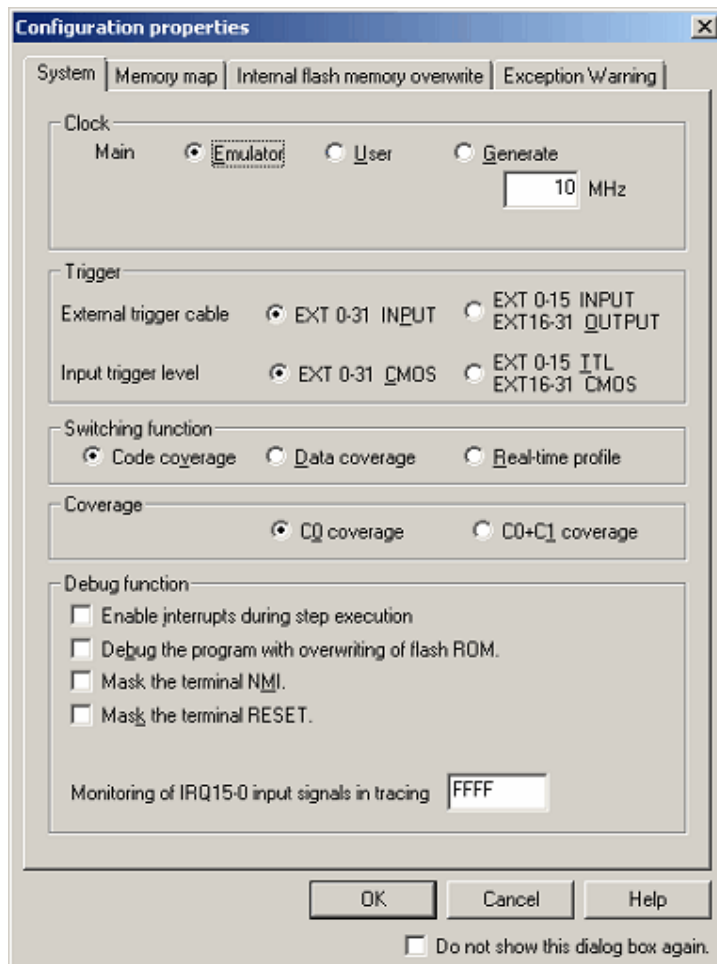 Configuration properties
System Memory map Internal flash memory overwrite Exception Warning
Clock
Main Emulator User Generate
10 MHz
Trigger
External trigger cable EXT 0-31 INPUT EXT 0-15 INPUT
EXT16-31 OUTPUT
Input trigger level EXT 0-31 CMOS EXT 0-15 TTL
EXT16-31 CMOS
Switching function
Code coverage Data coverage Real-time profile
Coverage
C0 coverage C0+C1 coverage
Debug function
Enable interrupts during step execution
Debug the program with overwriting of flash ROM.
Mask the terminal NMI.
Mask the terminal RESET.
Monitoring of IRQ15-0 input signals in tracing FFFF
OK Cancel Help
Do not show this dialog box again.